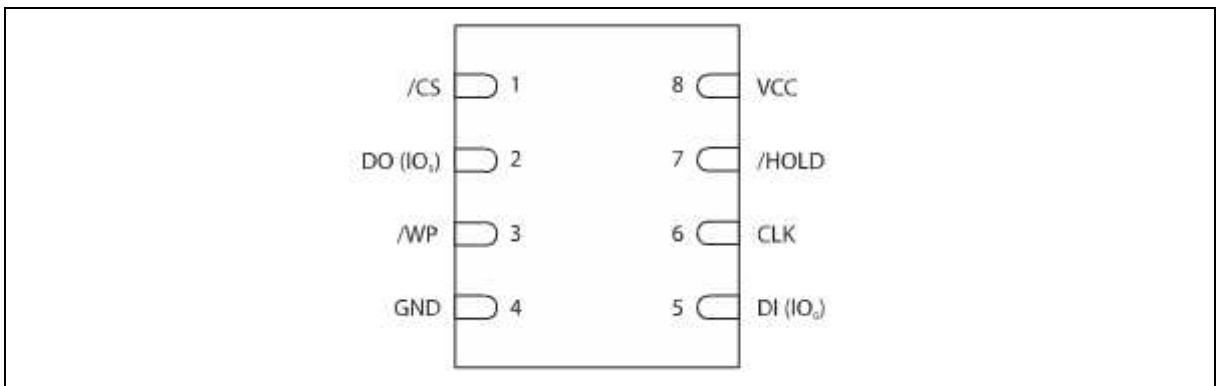 /CS 1 8 VCC
DO (IO₁) 2 7 /HOLD
/WP 3 6 CLK
GND 4 5 DI (IO₀)